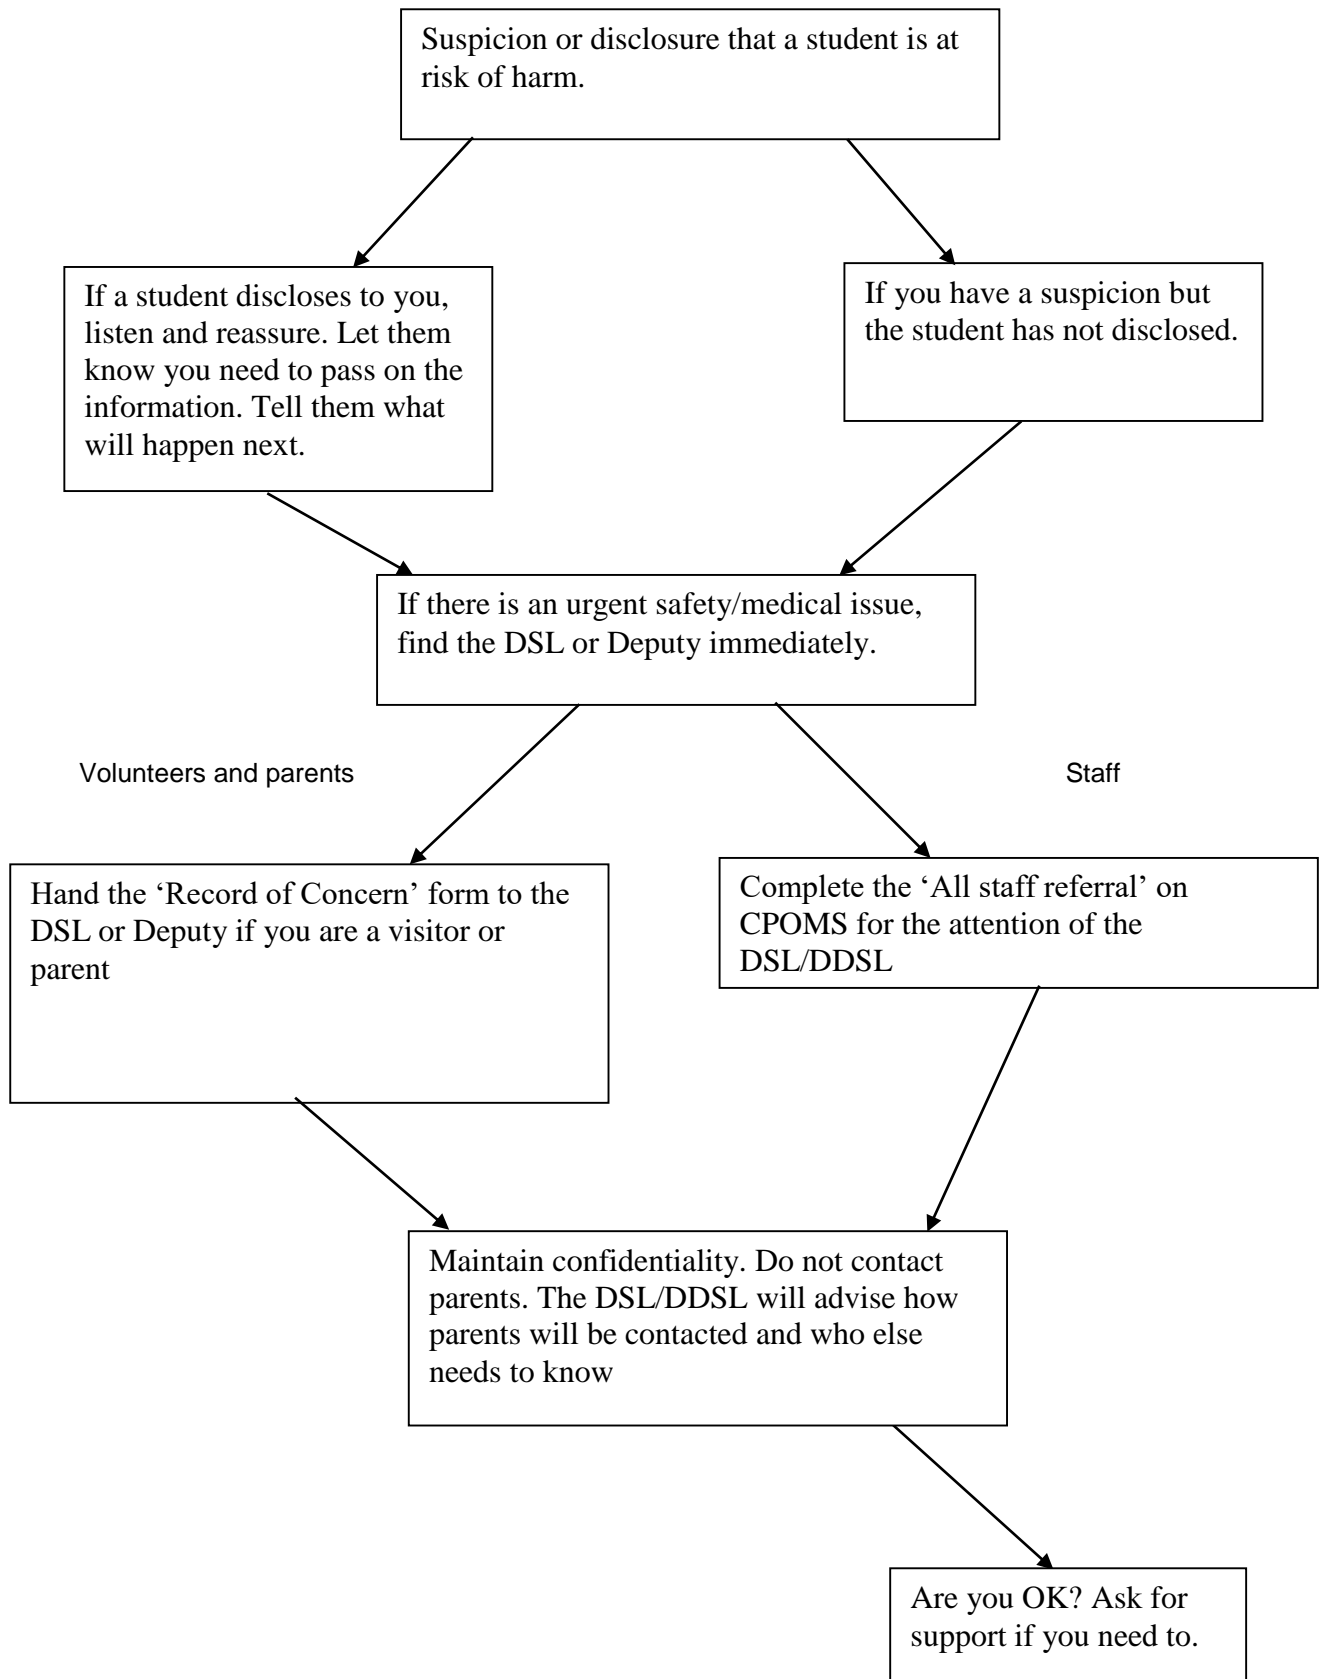 Suspicion or disclosure that a student is at
risk of harm.
If a student discloses to you,
listen and reassure. Let them
know you need to pass on the
information. Tell them what
will happen next.
If you have a suspicion but
the student has not disclosed.
If there is an urgent safety/medical issue,
find the DSL or Deputy immediately.
Volunteers and parents
Staff
Hand the ‘Record of Concern’ form to the
DSL or Deputy if you are a visitor or
parent
Complete the ‘All staff referral’ on
CPOMS for the attention of the
DSL/DDSL
Maintain confidentiality. Do not contact
parents. The DSL/DDSL will advise how
parents will be contacted and who else
needs to know
Are you OK? Ask for
support if you need to.